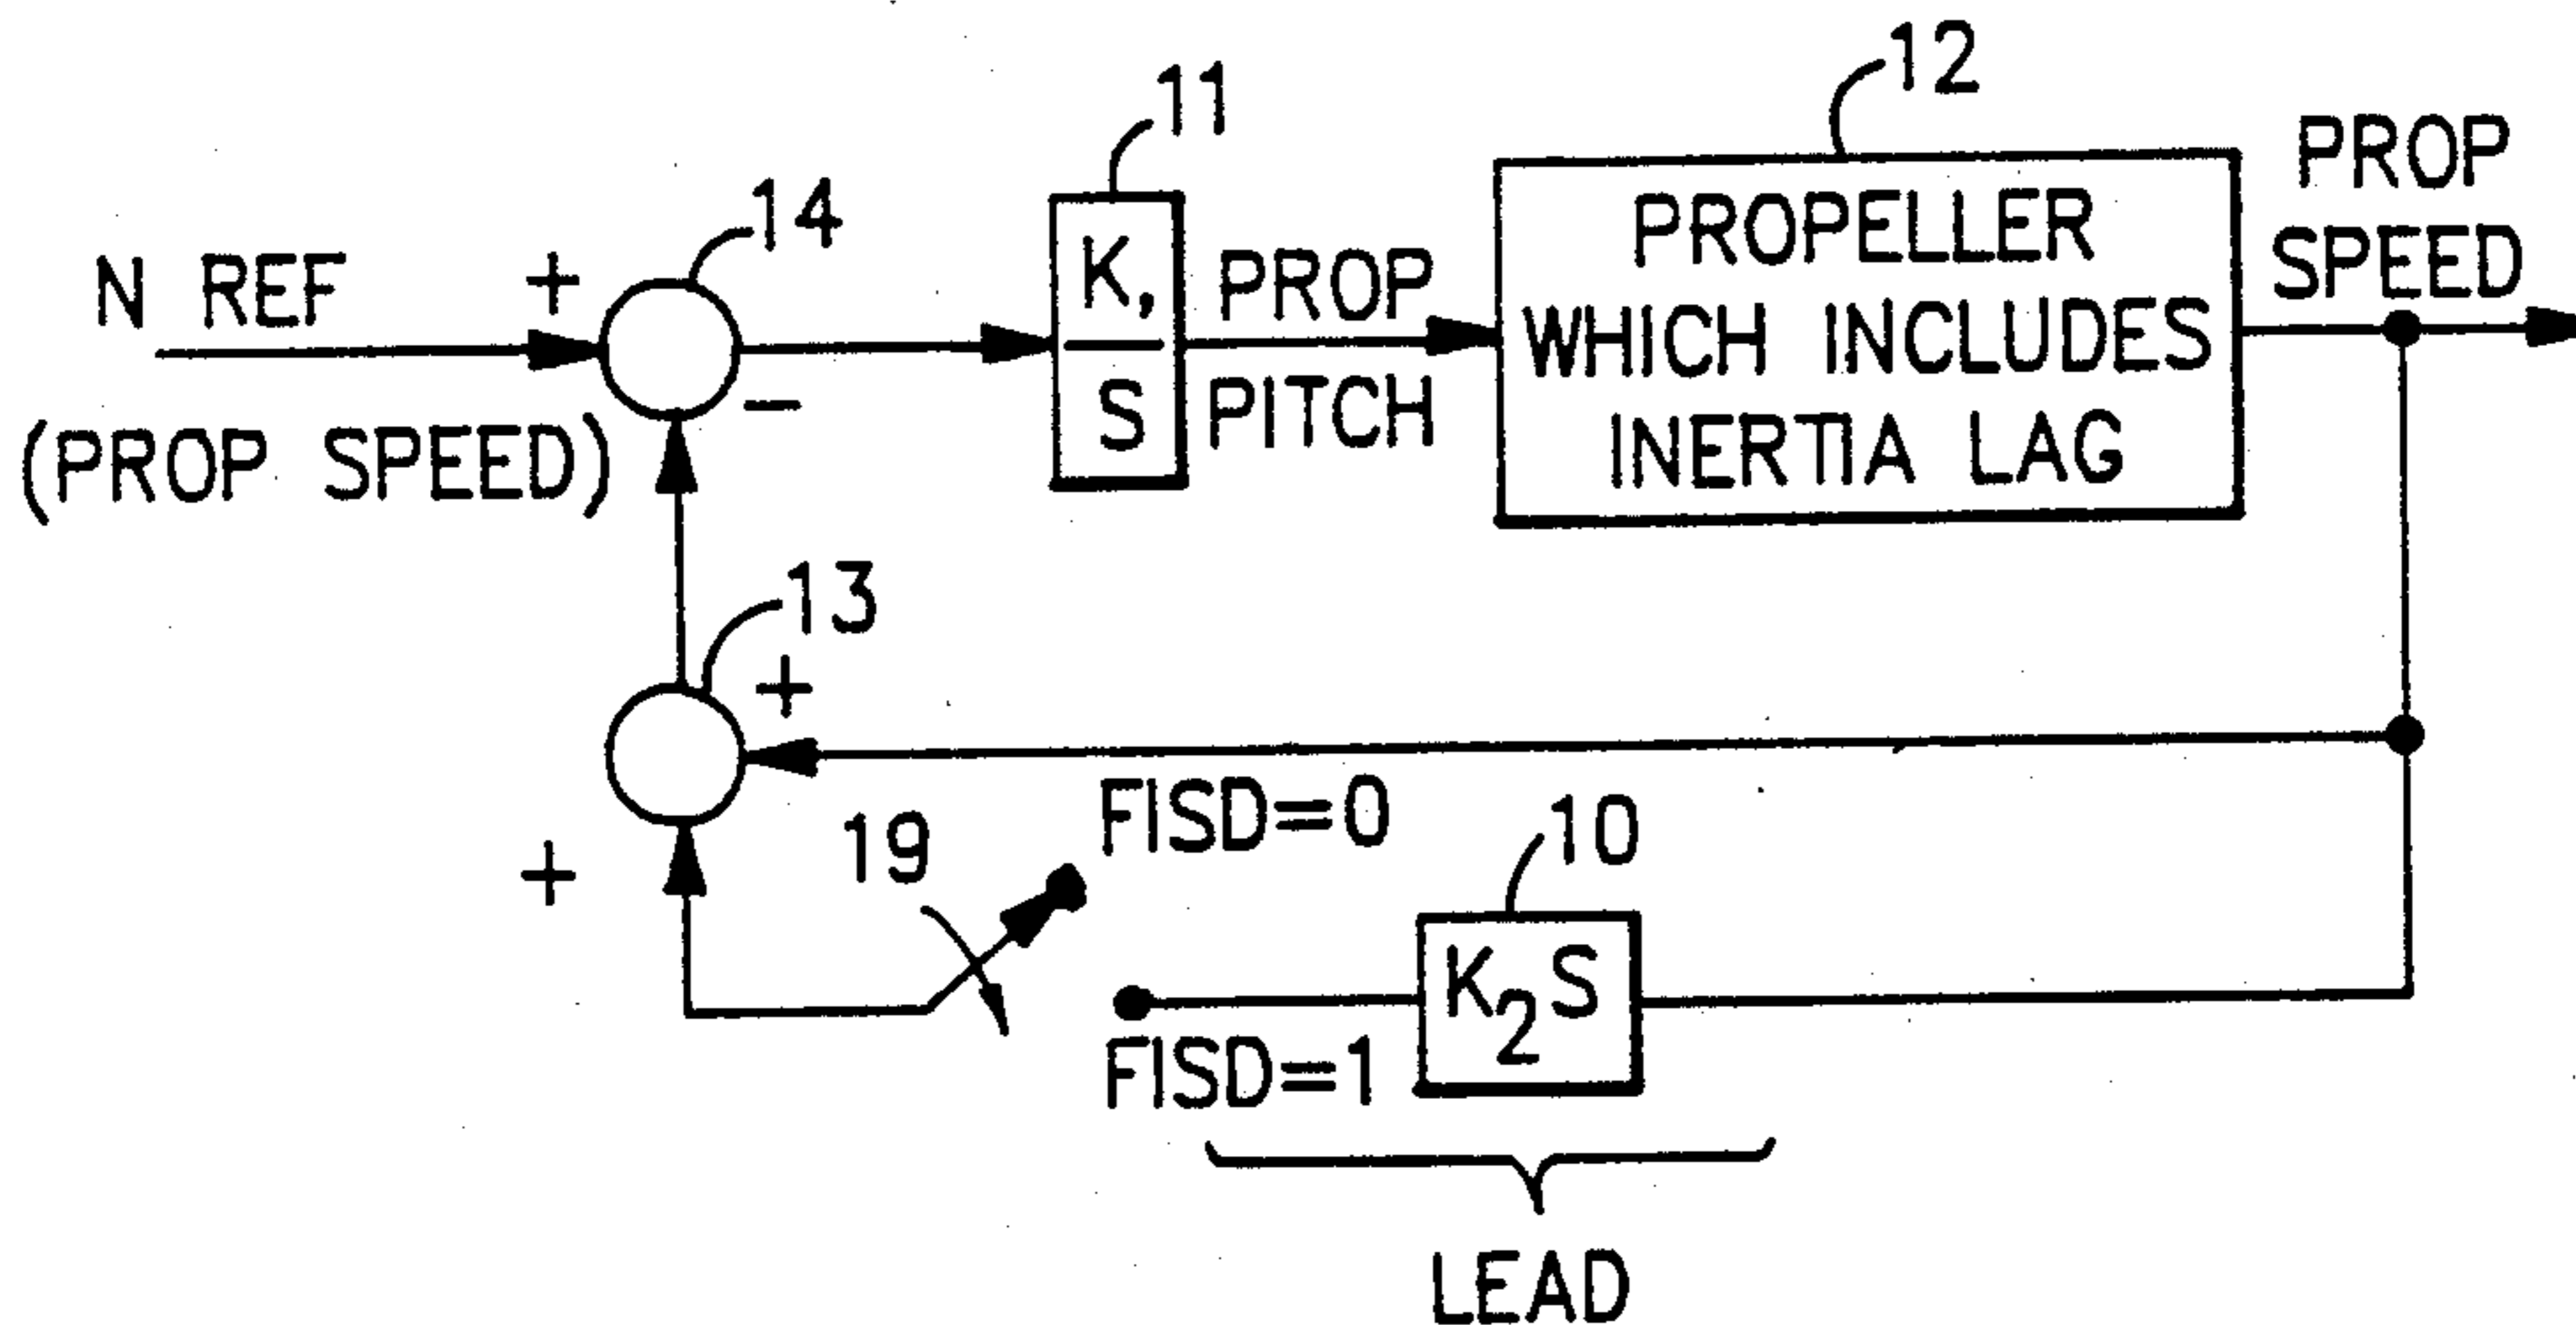 11
12
14
PROP
SPEED
N REF
(PROP SPEED)
+
−
K,
S
PROP
PITCH
PROPELLER
WHICH INCLUDES
INERTIA LAG
13
+
+
19
FISD=0
10
FISD=1
K₂S
LEAD